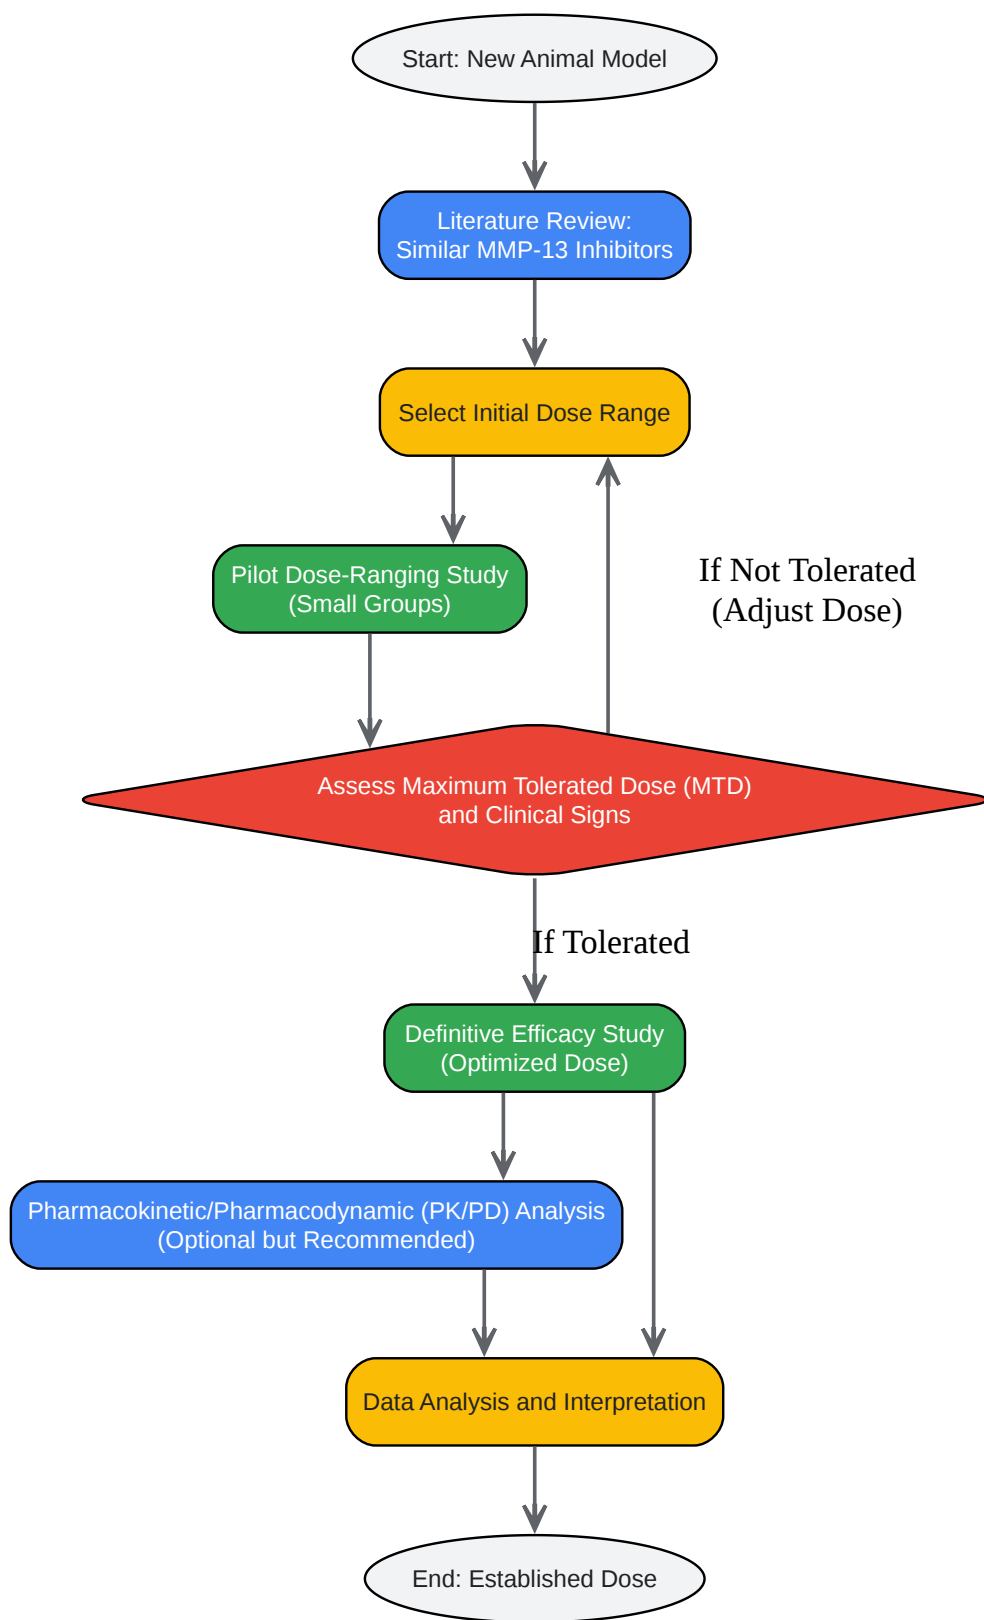 Start: New Animal Model
Literature Review:
Similar MMP-13 Inhibitors
Select Initial Dose Range
Pilot Dose-Ranging Study
(Small Groups)
If Not Tolerated
(Adjust Dose)
Assess Maximum Tolerated Dose (MTD)
and Clinical Signs
If Tolerated
Definitive Efficacy Study
(Optimized Dose)
Pharmacokinetic/Pharmacodynamic (PK/PD) Analysis
(Optional but Recommended)
Data Analysis and Interpretation
End: Established Dose